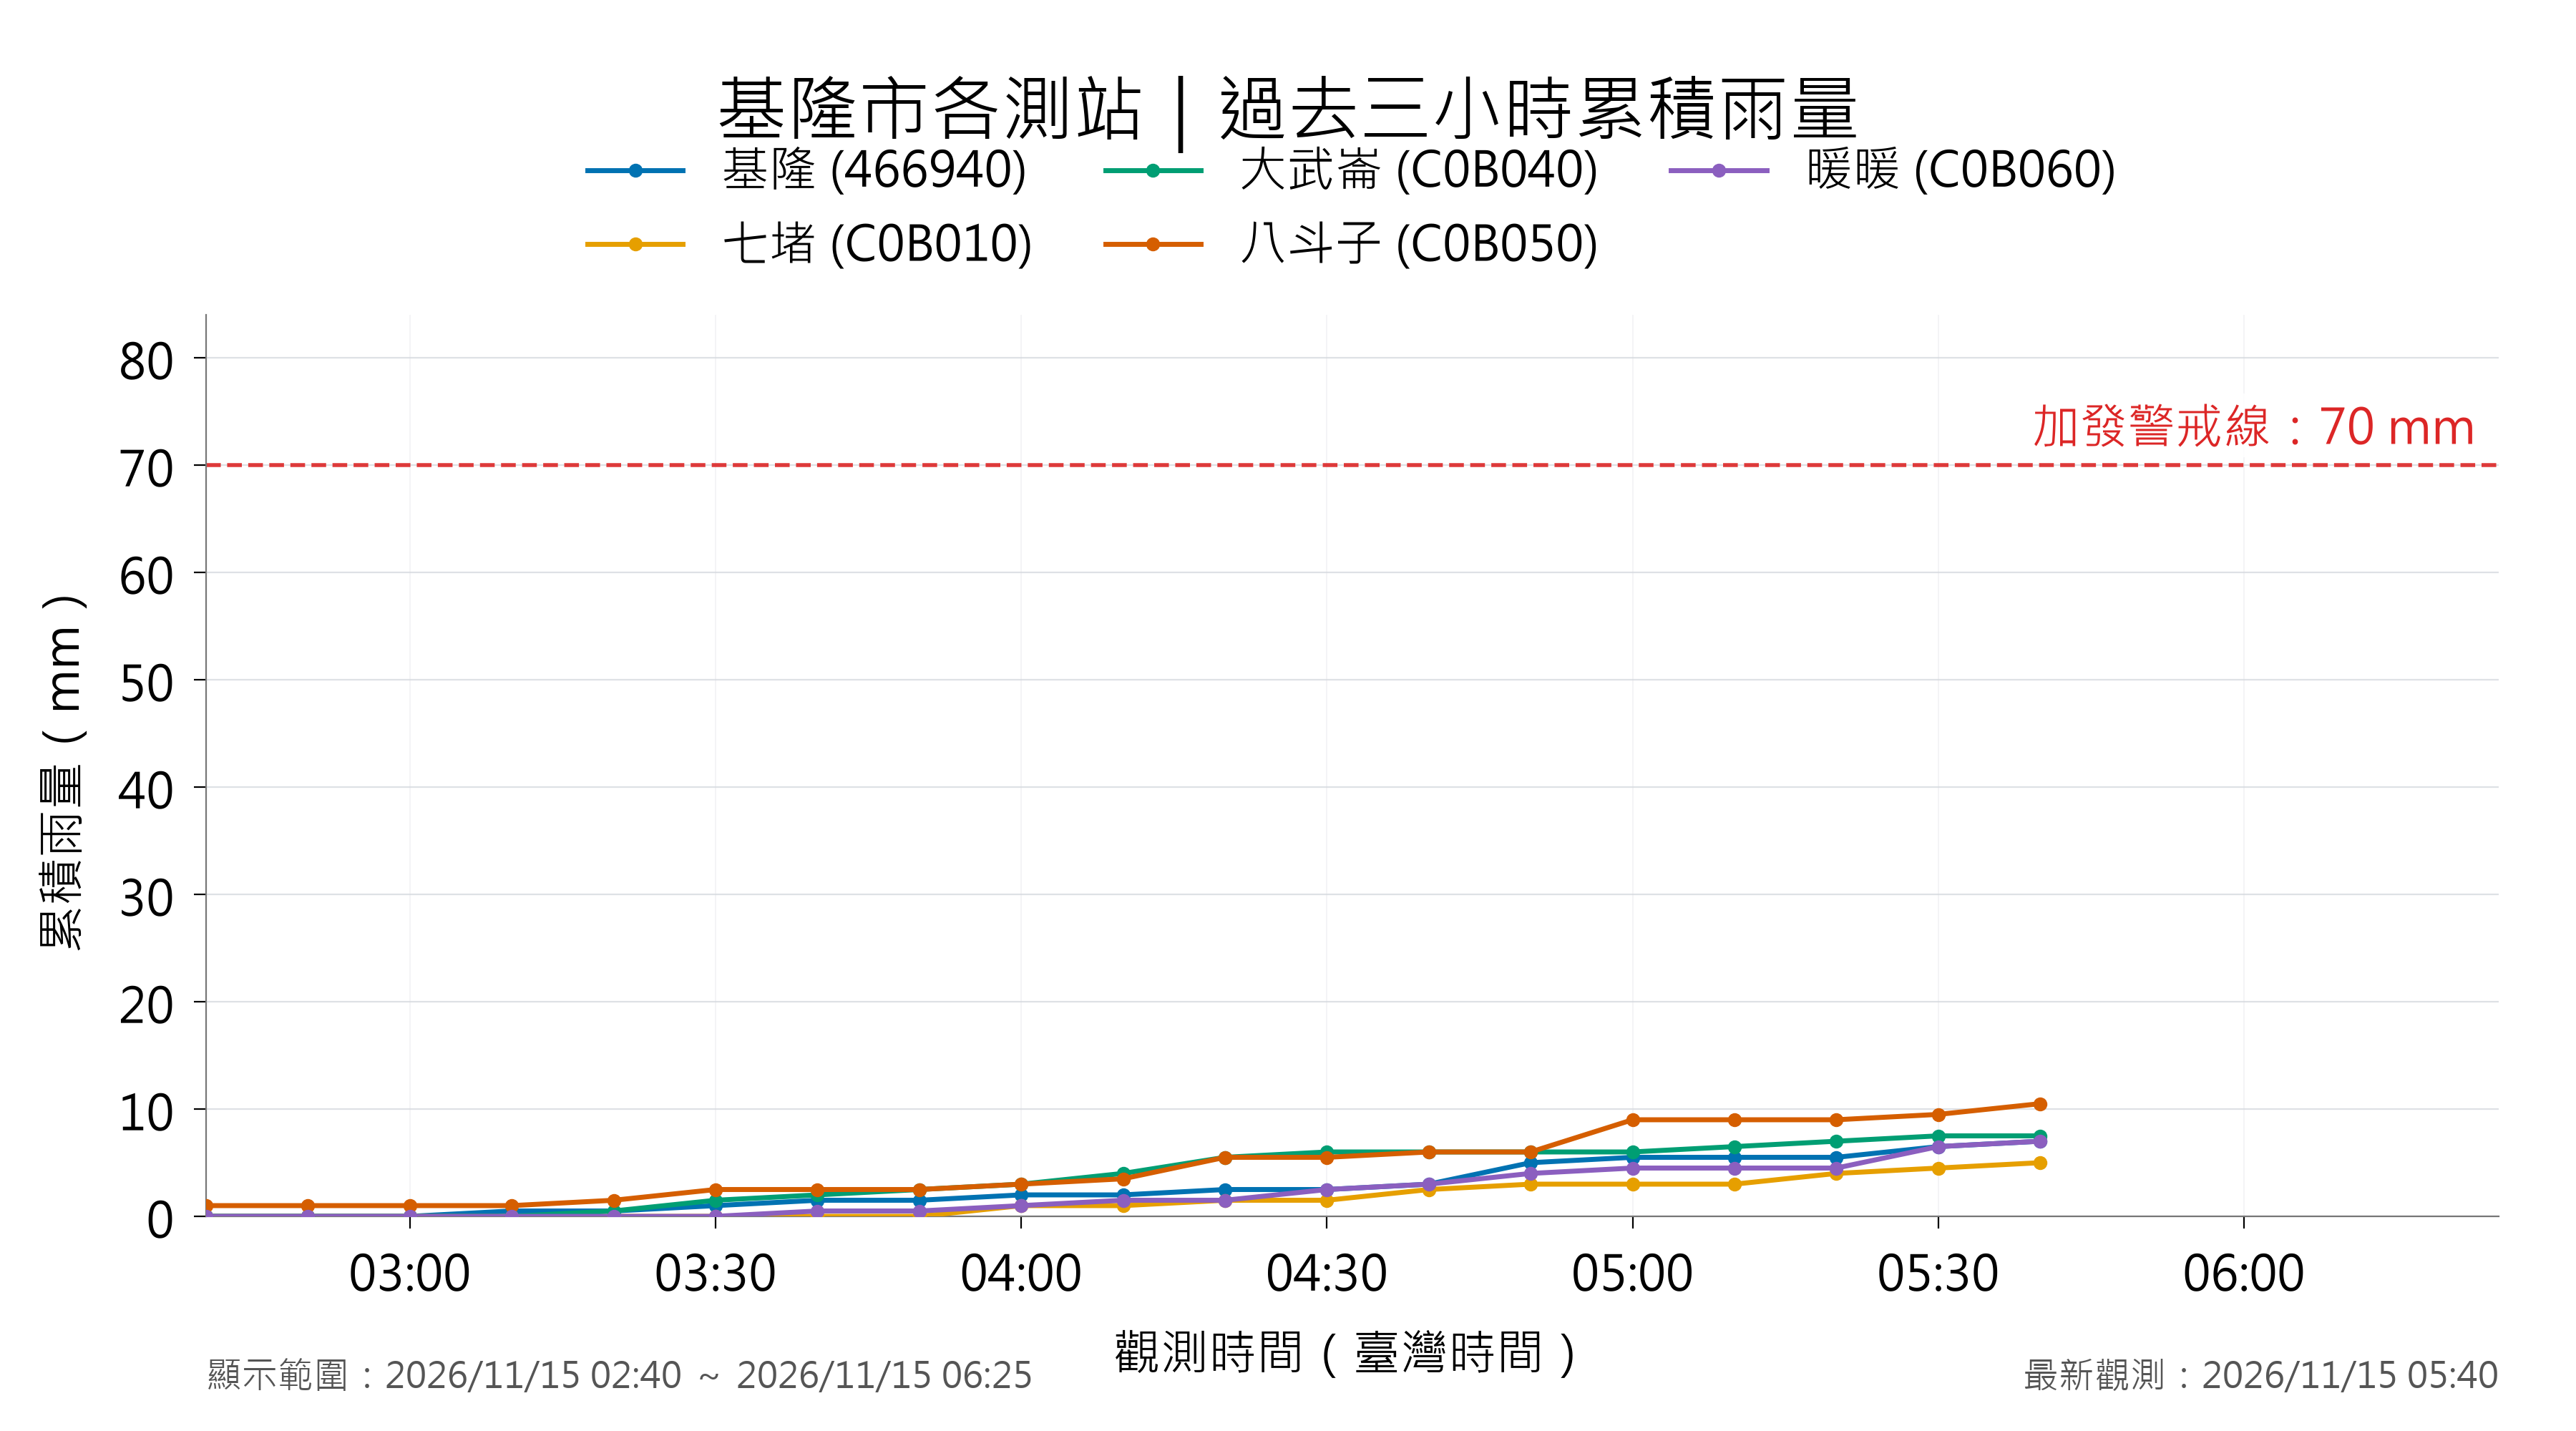 基隆市各測站｜過去三小時累積雨量
基隆 (466940)
大武崙 (C0B040)
暖暖 (C0B060)
七堵 (C0B010)
八斗子 (C0B050)
累積雨量（mm）
80
70
60
50
40
30
20
10
0
加發警戒線：70 mm
03:00
03:30
04:00
04:30
05:00
05:30
06:00
觀測時間（臺灣時間）
顯示範圍：2026/11/15 02:40 ~ 2026/11/15 06:25
最新觀測：2026/11/15 05:40